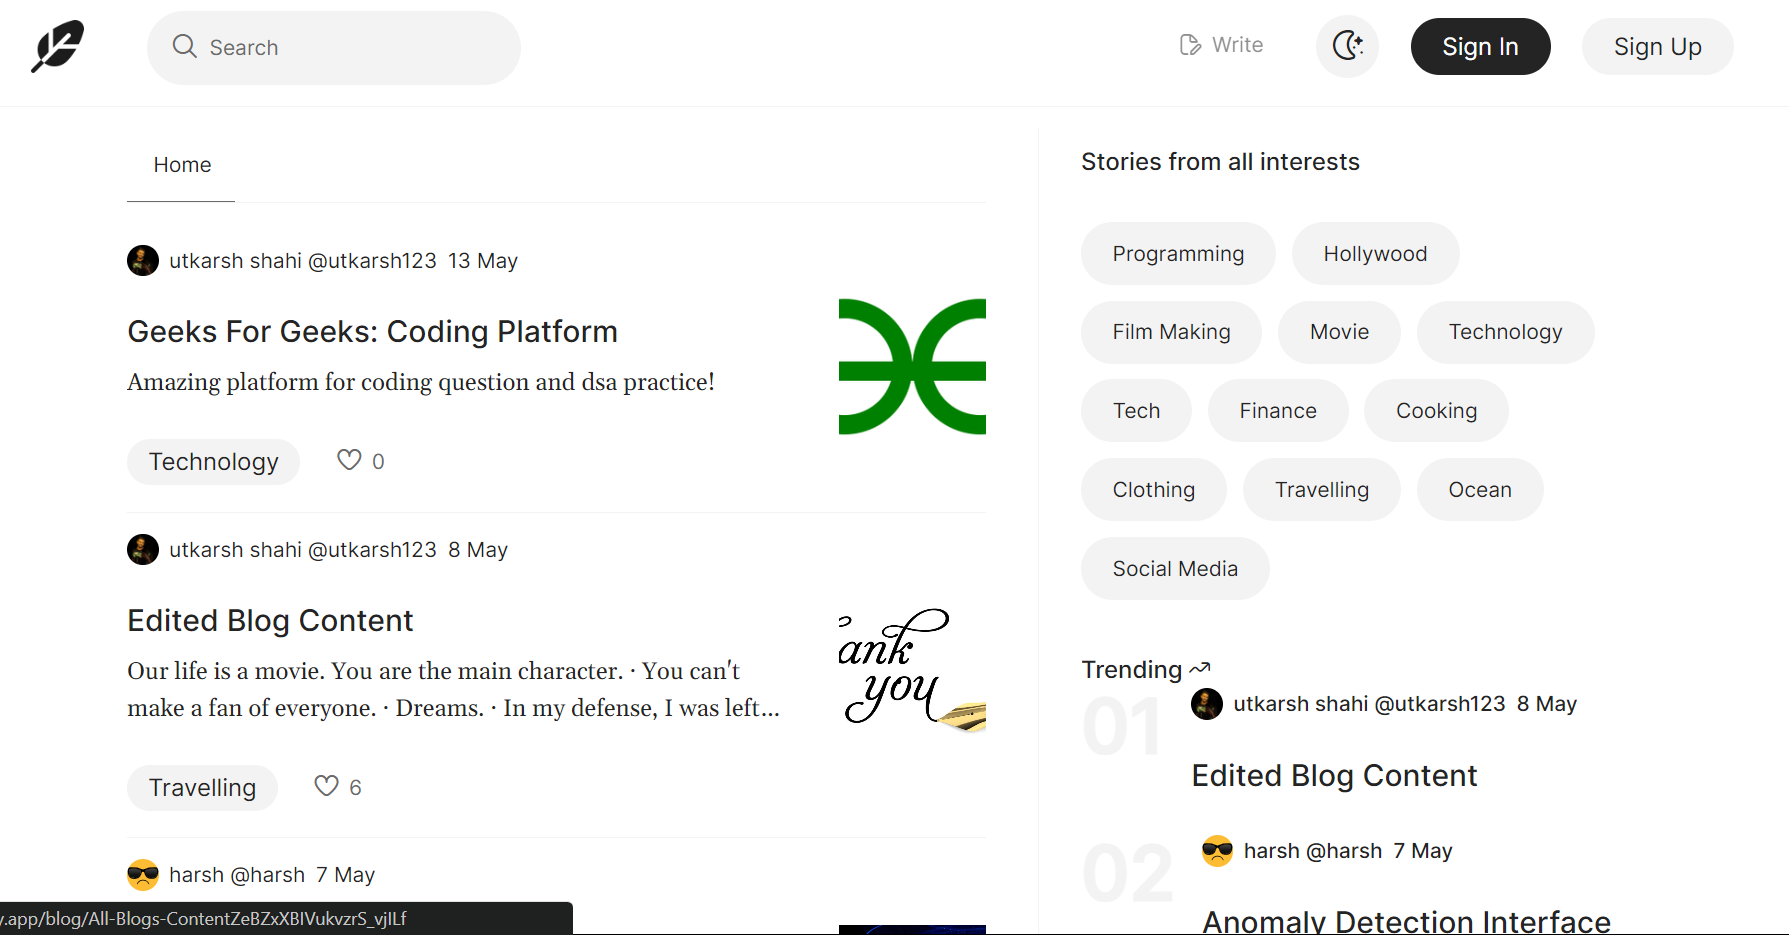 Search
Write
Sign In
Sign Up
Home
utkarsh shahi @utkarsh123 13 May
Geeks For Geeks: Coding Platform
Amazing platform for coding question and dsa practice!
Technology
0
utkarsh shahi @utkarsh123 8 May
Edited Blog Content
Our life is a movie. You are the main character. · You can't
make a fan of everyone. · Dreams. · In my defense, I was left...
ank
you
Travelling
6
harsh @harsh 7 May
Stories from all interests
Programming
Hollywood
Film Making
Movie
Technology
Tech
Finance
Cooking
Clothing
Travelling
Ocean
Social Media
Trending
01
utkarsh shahi @utkarsh123 8 May
Edited Blog Content
02
harsh @harsh 7 May
Anomaly Detection Interface